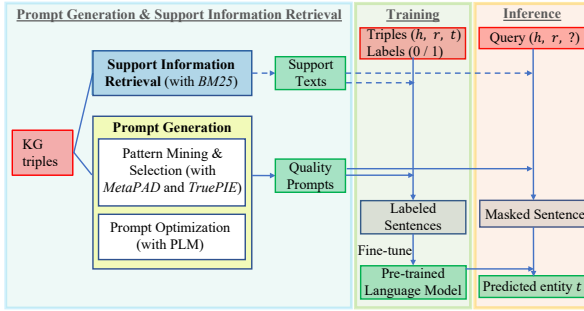 Prompt Generation & Support Information Retrieval
Training
Inference
Triples (h, r, t)
Labels (0 / 1)
Query (h, r, ?)
Support Information
Retrieval (with BM25)
Support
Texts
KG
triples
Prompt Generation
Pattern Mining &
Selection (with
MetaPAD and TruePIE)
Prompt Optimization
(with PLM)
Quality
Prompts
Labeled
Sentences
Masked Sentence
Fine-tune
Pre-trained
Language Model
Predicted entity t